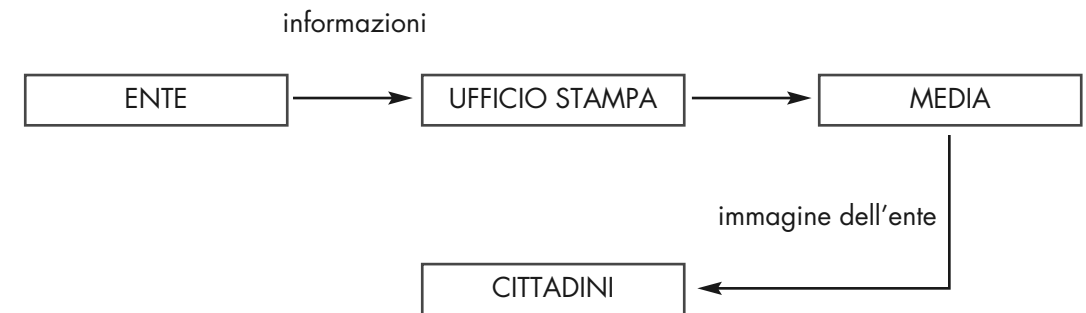 informazioni
ENTE
UFFICIO STAMPA
MEDIA
immagine dell'ente
CITTADINI